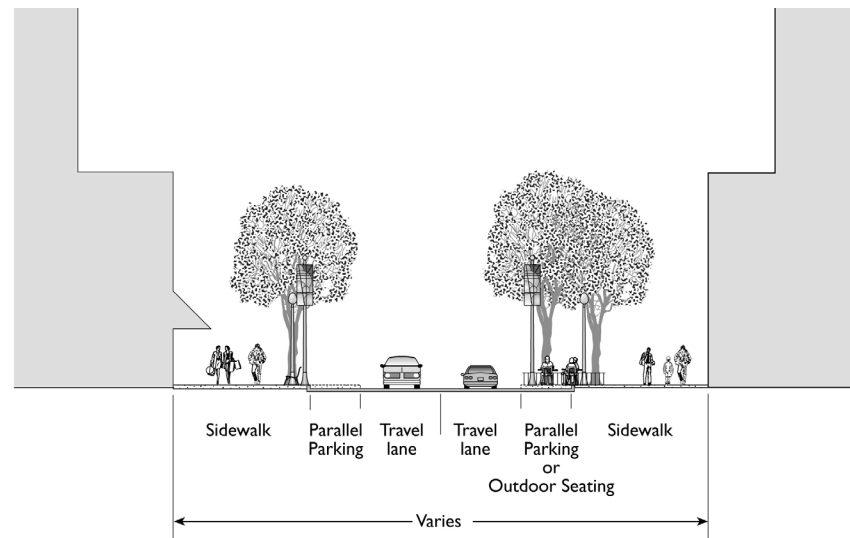 Sidewalk
Parallel
Parking
Travel
lane
Travel
lane
Parallel
Parking
or
Outdoor Seating
Sidewalk
Varies